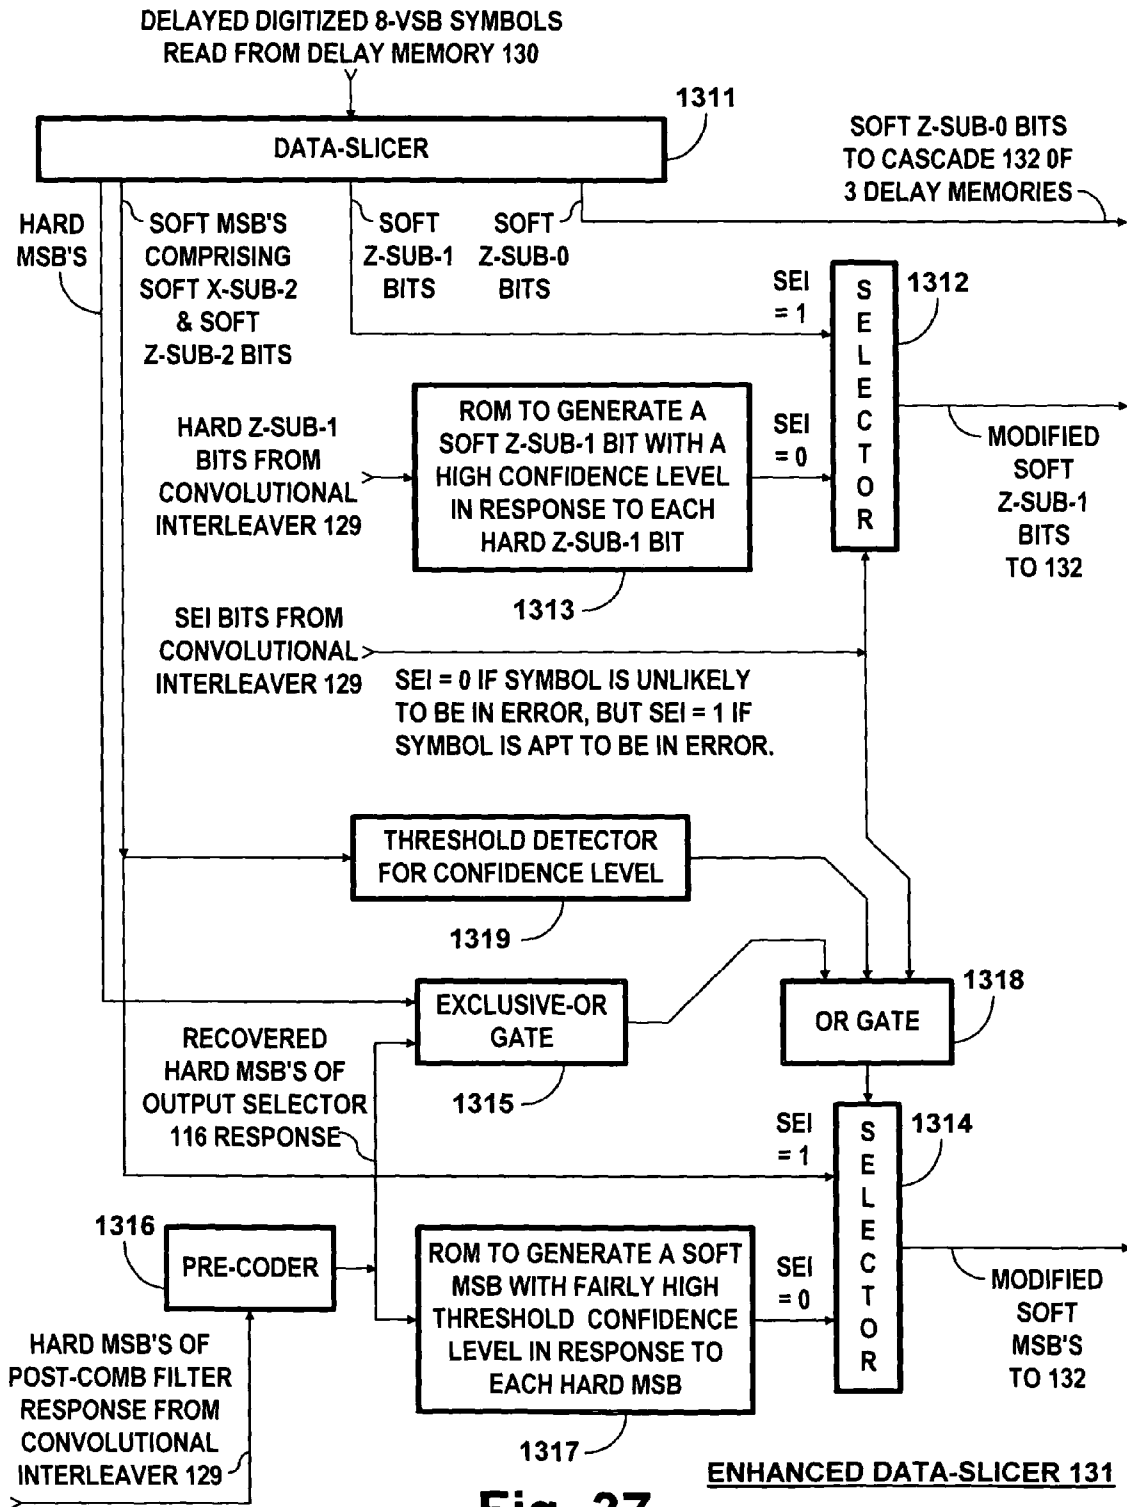 DELAYED DIGITIZED 8-VSB SYMBOLS
READ FROM DELAY MEMORY 130
1311
DATA-SLICER
SOFT Z-SUB-0 BITS
TO CASCADE 132 0F
3 DELAY MEMORIES
HARD
MSB'S
SOFT MSB'S
COMPRISING
SOFT X-SUB-2
& SOFT
Z-SUB-2 BITS
SOFT
Z-SUB-1
BITS
SOFT
Z-SUB-0
BITS
SEI
= 1
SELECTOR
1312
HARD Z-SUB-1
BITS FROM
CONVOLUTIONAL
INTERLEAVER 129
ROM TO GENERATE A
SOFT Z-SUB-1 BIT WITH A
HIGH CONFIDENCE LEVEL
IN RESPONSE TO EACH
HARD Z-SUB-1 BIT
SEI
= 0
MODIFIED
SOFT
Z-SUB-1
BITS
TO 132
1313
SEI BITS FROM
CONVOLUTIONAL
INTERLEAVER 129
SEI = 0 IF SYMBOL IS UNLIKELY
TO BE IN ERROR, BUT SEI = 1 IF
SYMBOL IS APT TO BE IN ERROR.
THRESHOLD DETECTOR
FOR CONFIDENCE LEVEL
1319
EXCLUSIVE-OR
GATE
1315
1318
OR GATE
RECOVERED
HARD MSB'S OF
OUTPUT SELECTOR
116 RESPONSE
SEI
= 1
SELECTOR
1314
1316
PRE-CODER
ROM TO GENERATE A SOFT
MSB WITH FAIRLY HIGH
THRESHOLD CONFIDENCE
LEVEL IN RESPONSE TO
EACH HARD MSB
SEI
= 0
MODIFIED
SOFT
MSB'S
TO 132
1317
HARD MSB'S OF
POST-COMB FILTER
RESPONSE FROM
CONVOLUTIONAL
INTERLEAVER 129
ENHANCED DATA-SLICER 131